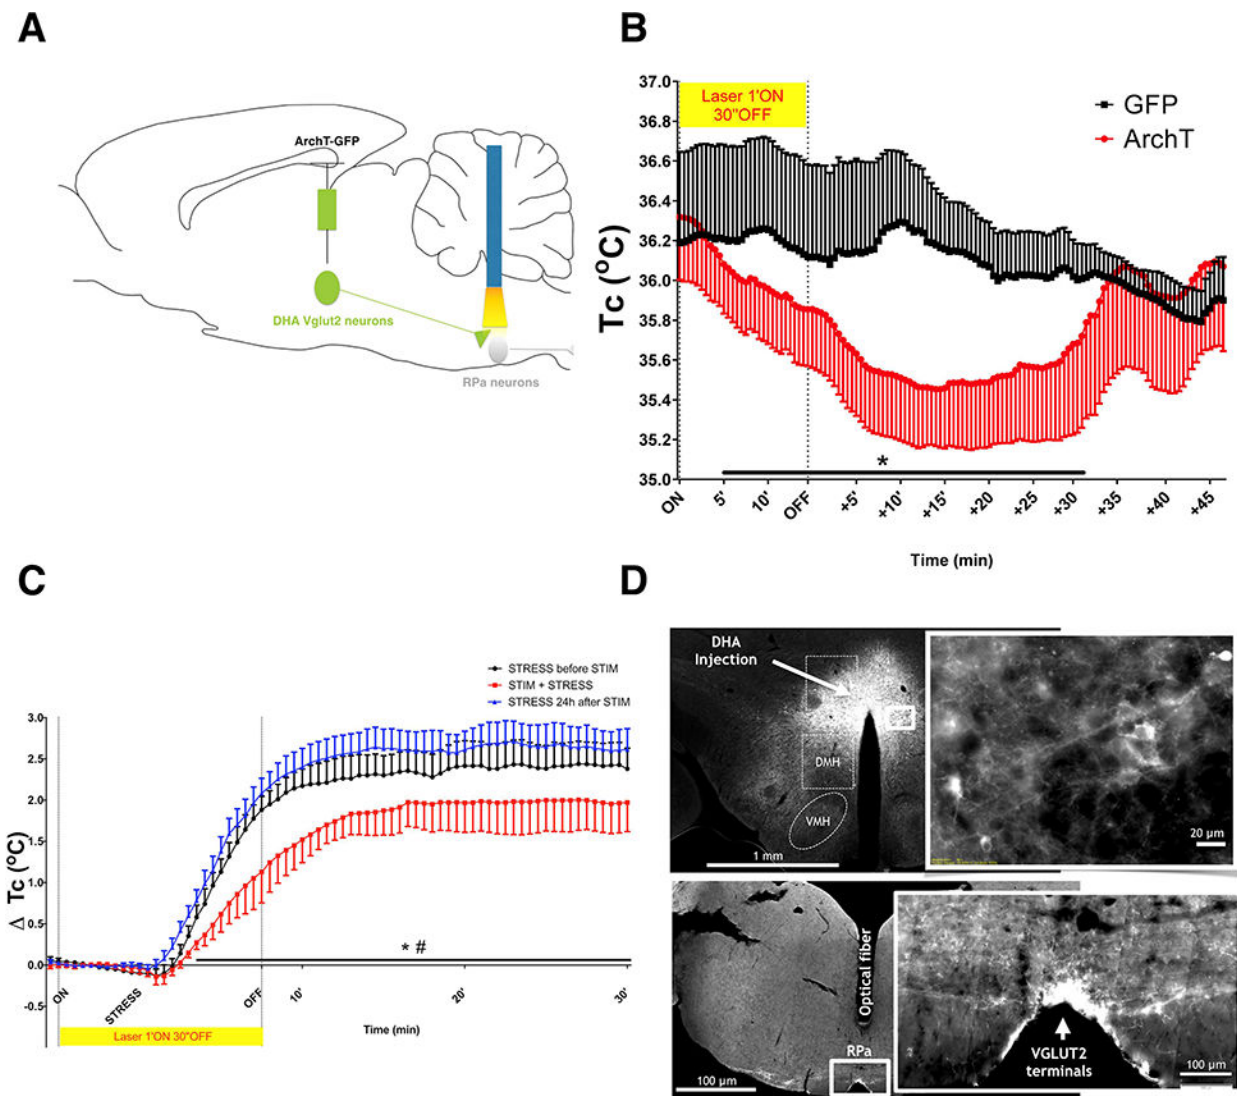 A
ArchT-GFP
DHA Vglut2 neurons
RPa neurons
B
37.0
36.8
36.6
36.4
36.2
36.0
35.8
35.6
35.4
35.2
35.0
Tc (°C)
Laser 1'ON
30"OFF
GFP
ArchT
*
ON
5'
10'
OFF
+5'
+10'
+15'
+20
+25
+30
+35
+40
+45
Time (min)
C
STRESS before STIM
STIM + STRESS
STRESS 24h after STIM
3.0
2.5
2.0
1.5
1.0
0.5
0.0
-0.5
Δ Tc (°C)
* #
ON
STRESS
OFF
10'
20'
30'
Time (min)
Laser 1'ON 30"OFF
D
DHA
Injection
DMH
VMH
1 mm
20 µm
Optical fiber
RPa
100 µm
VGLUT2
terminals
100 µm